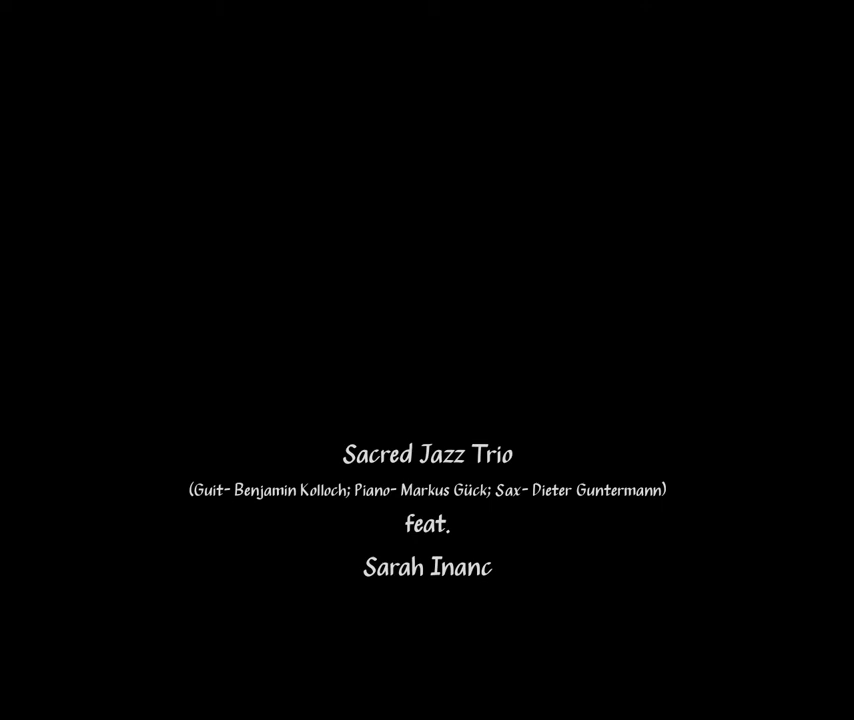 Sacred Jazz Trio
(Guit- Benjamin Kolloch; Piano- Markus Gück; Sax- Dieter Guntermann)
feat.
Sarah Inanc